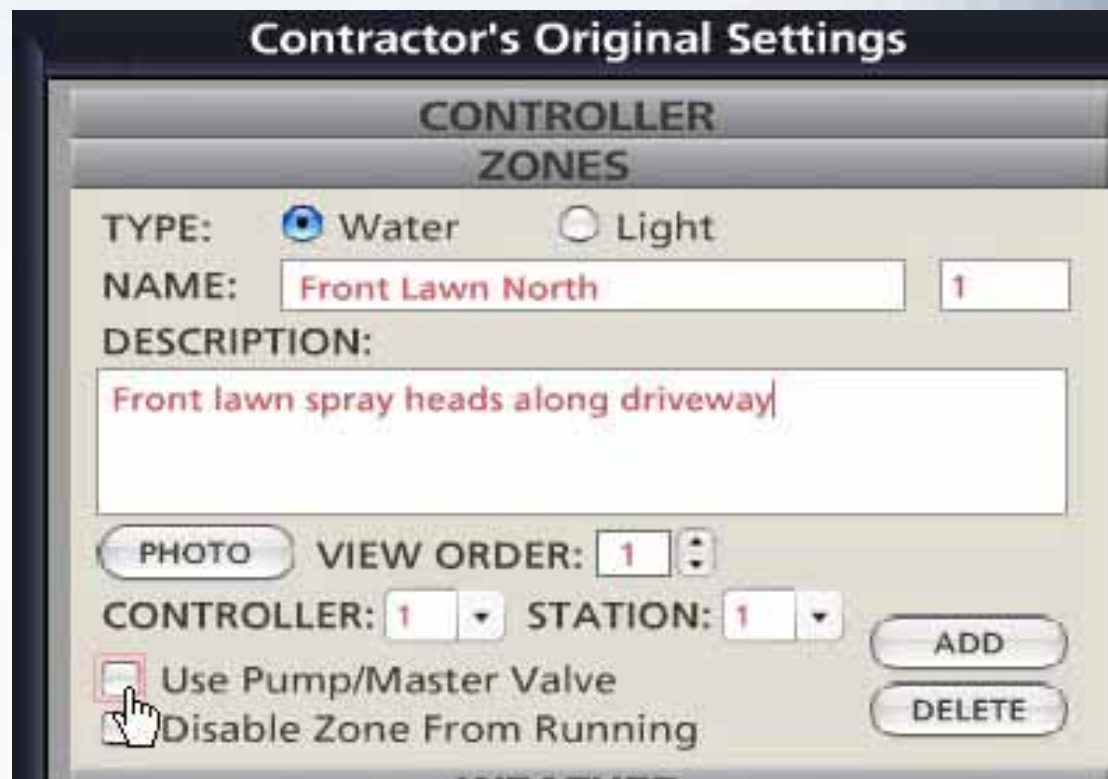 Contractor's Original Settings
CONTROLLER
ZONES
TYPE: Water Light
NAME: Front Lawn North 1
DESCRIPTION:
Front lawn spray heads along driveway
PHOTO VIEW ORDER: 1
CONTROLLER: 1 STATION: 1
ADD
Use Pump/Master Valve
DELETE
Disable Zone From Running
WEATHER